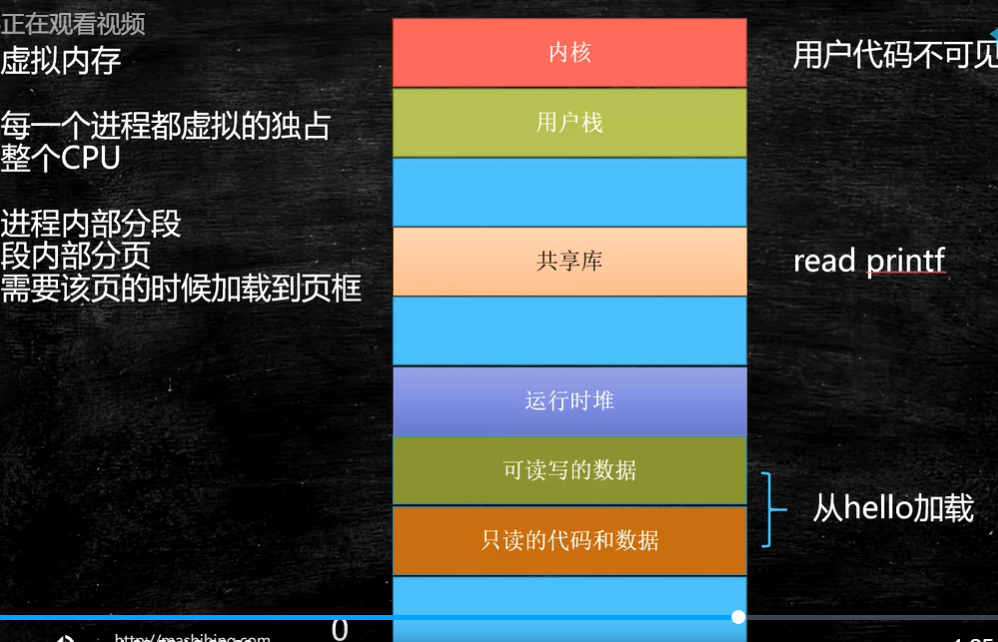 正在观看视频
虚拟内存
每一个进程都虚拟的独占
整个CPU
进程内部分段
段内部分页
需要该页的时候加载到页框
内核
用户代码不可见
用户栈
共享库
read printf
运行时堆
可读写的数据
只读的代码和数据
从hello加载
http://mashibing.com
0